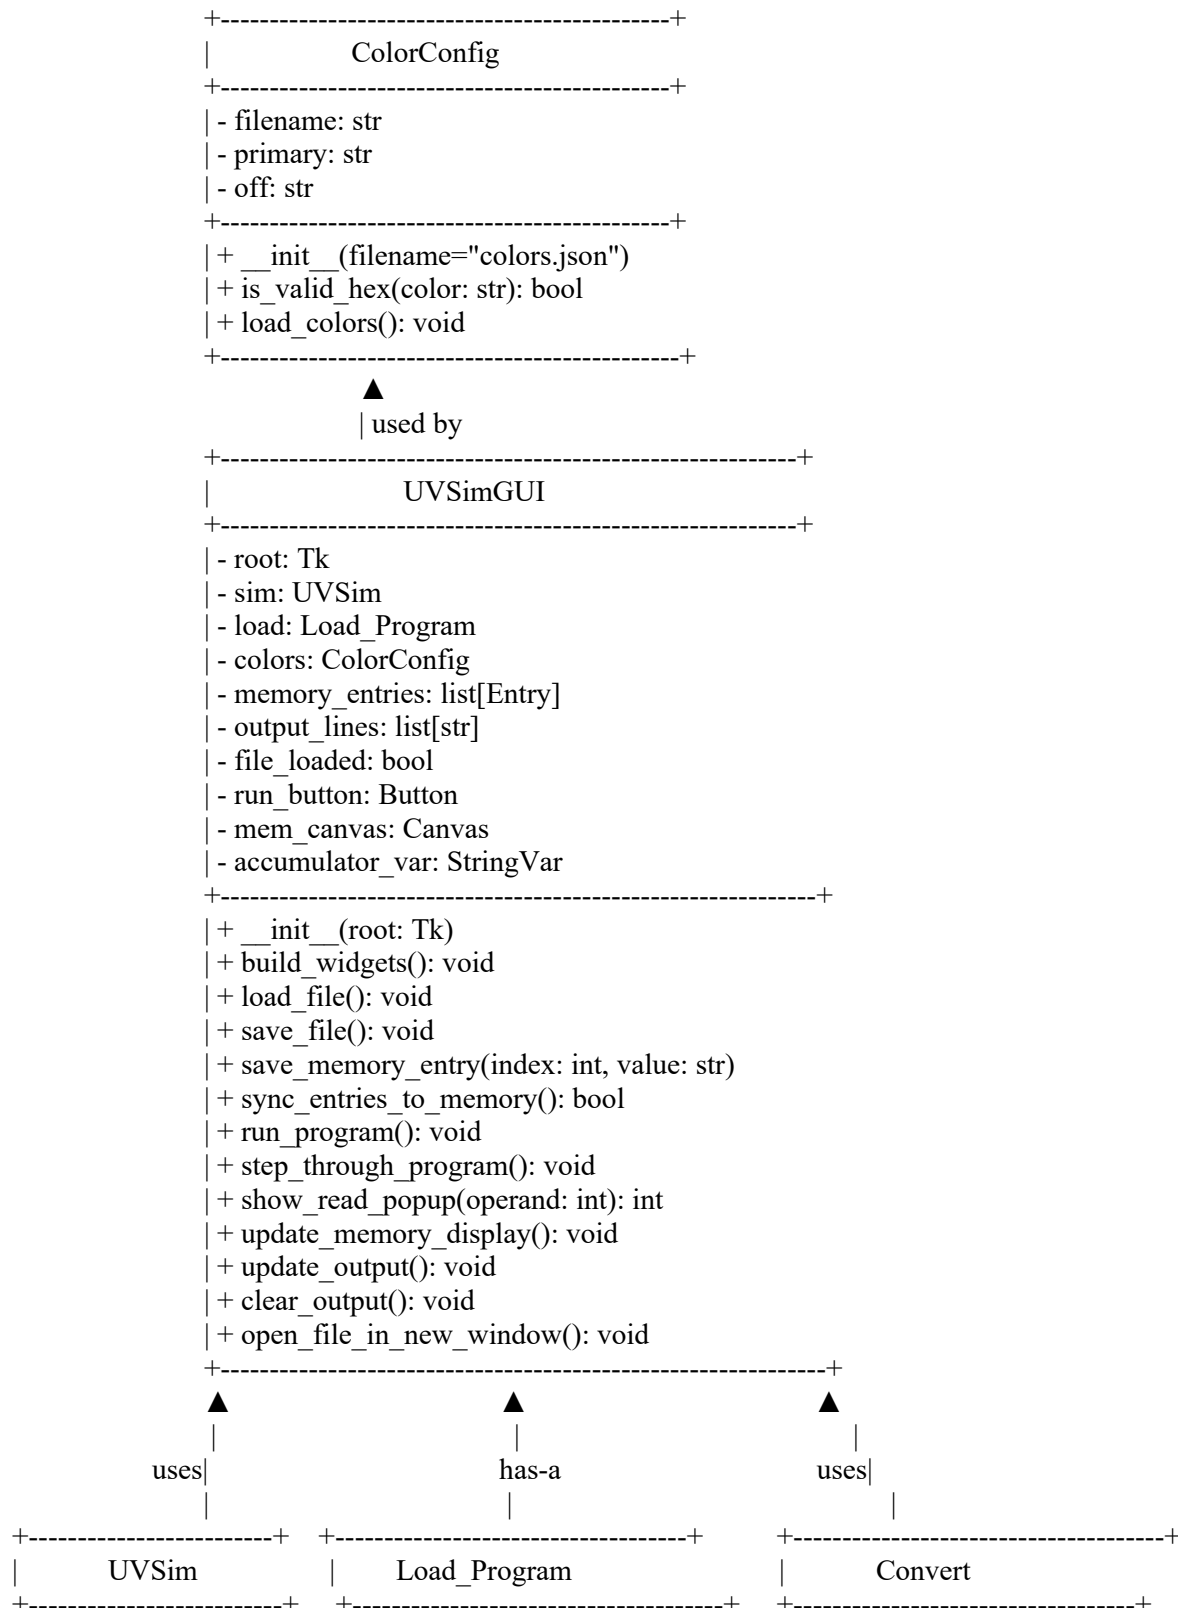 +-----------------------------------------------+
| ColorConfig
+-----------------------------------------------+
| - filename: str
| - primary: str
| - off: str
+-----------------------------------------------+
| + __init__(filename="colors.json")
| + is_valid_hex(color: str): bool
| + load_colors(): void
+------------------------------------------------+
▲
| used by
+------------------------------------------------------------+
| UVSimGUI
+------------------------------------------------------------+
| - root: Tk
| - sim: UVSim
| - load: Load_Program
| - colors: ColorConfig
| - memory_entries: list[Entry]
| - output_lines: list[str]
| - file_loaded: bool
| - run_button: Button
| - mem_canvas: Canvas
| - accumulator_var: StringVar
+--------------------------------------------------------------+
| + __init__(root: Tk)
| + build_widgets(): void
| + load_file(): void
| + save_file(): void
| + save_memory_entry(index: int, value: str)
| + sync_entries_to_memory(): bool
| + run_program(): void
| + step_through_program(): void
| + show_read_popup(operand: int): int
| + update_memory_display(): void
| + update_output(): void
| + clear_output(): void
| + open_file_in_new_window(): void
+---------------------------------------------------------------+
▲ ▲ ▲
| | |
uses| has-a uses|
| | |
+-------------------------+ +------------------------------------+ +--------------------------------------+
| UVSim | Load_Program | Convert
+--------------------------+ +---------------------------------------+ +-----------------------------------+